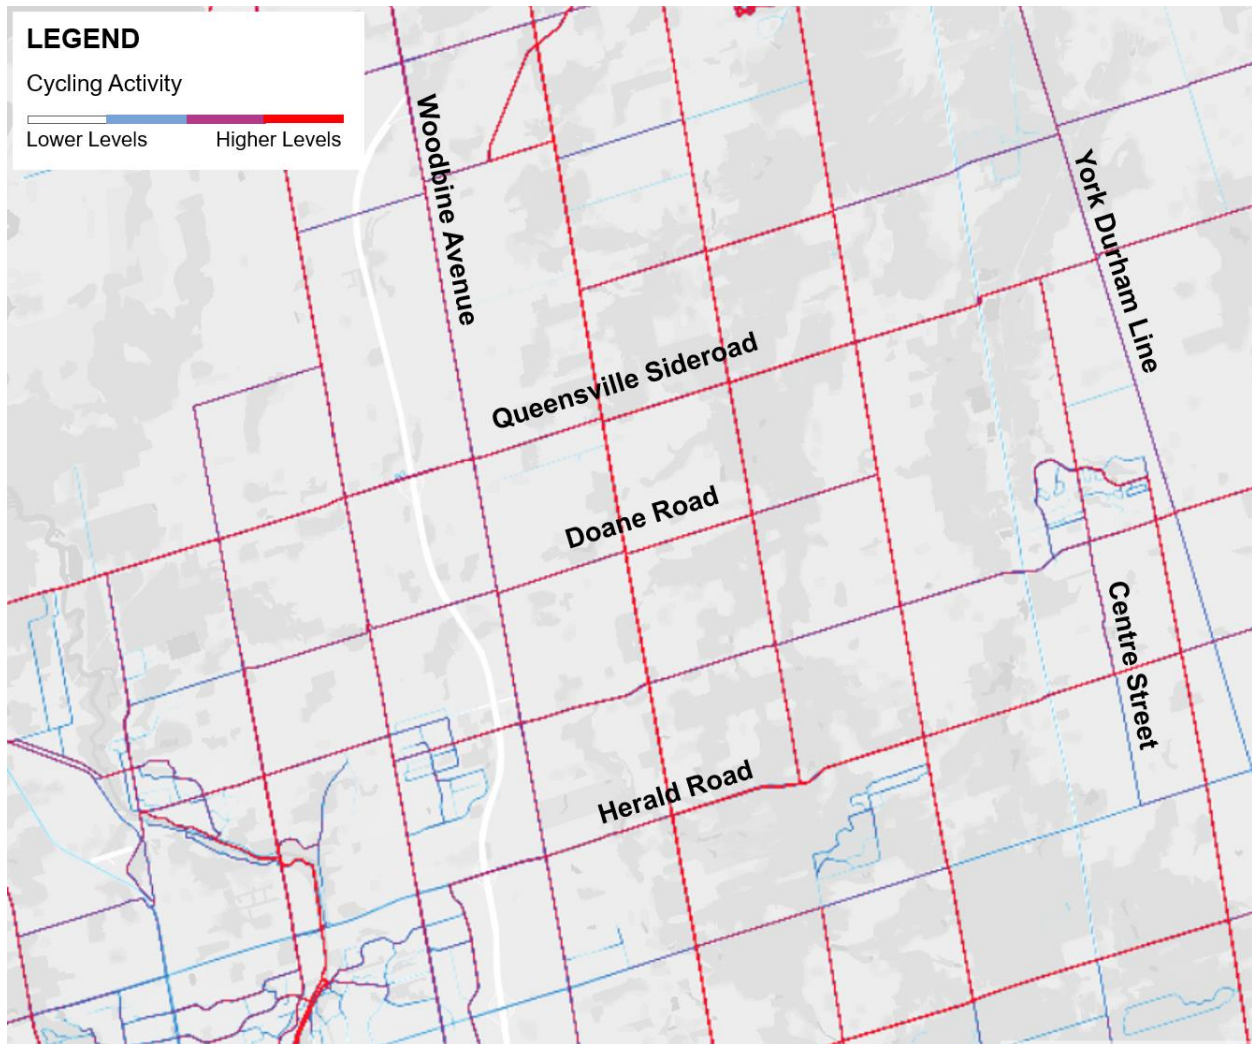 LEGEND
Cycling Activity
Lower Levels Higher Levels
Woodbine Avenue
York Durham Line
Queensville Sideroad
Doane Road
Centre Street
Herald Road